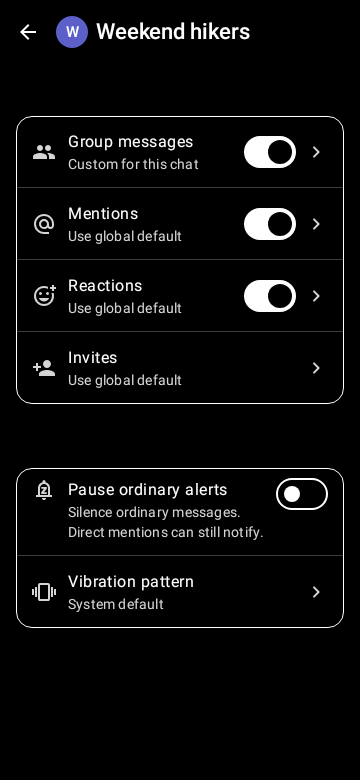 W Weekend hikers
Group messages
Custom for this chat
Mentions
Use global default
Reactions
Use global default
Invites
Use global default
Pause ordinary alerts
Silence ordinary messages.
Direct mentions can still notify.
Vibration pattern
System default